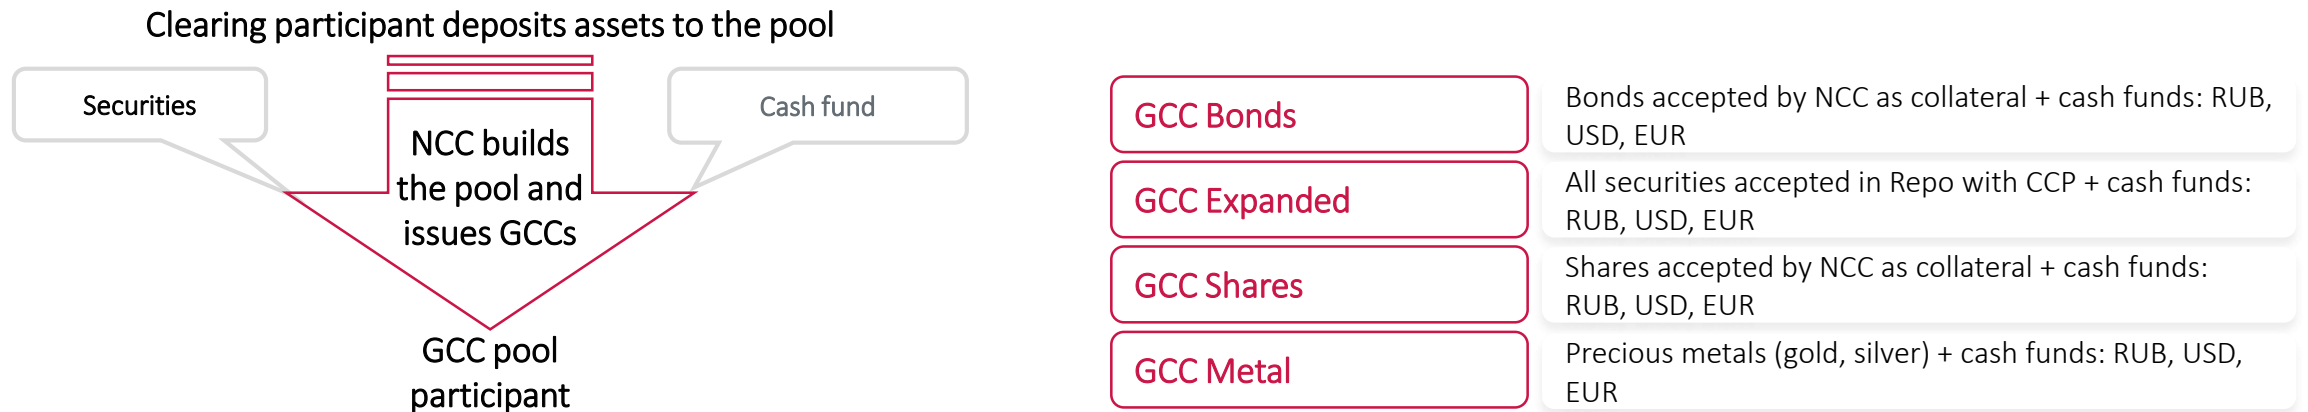 Clearing participant deposits assets to the pool
Securities
Cash fund
NCC builds
the pool and
issues GCCs
GCC pool
participant
GCC Bonds
Bonds accepted by NCC as collateral + cash funds: RUB,
USD, EUR
GCC Expanded
All securities accepted in Repo with CCP + cash funds:
RUB, USD, EUR
GCC Shares
Shares accepted by NCC as collateral + cash funds:
RUB, USD, EUR
GCC Metal
Precious metals (gold, silver) + cash funds: RUB, USD,
EUR